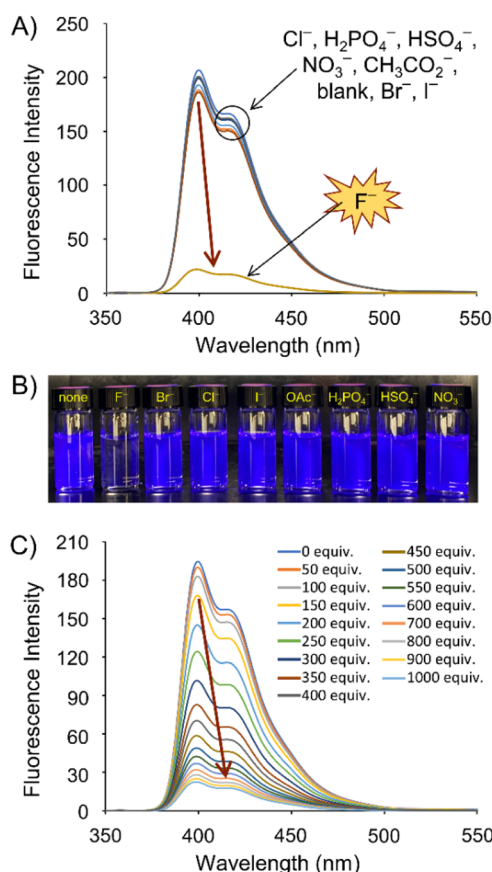 A)
Cl⁻, H₂PO₄⁻, HSO₄⁻,
NO₃⁻, CH₃CO₂⁻,
blank, Br⁻, I⁻
F⁻
Fluorescence Intensity
250
200
150
100
50
0
350 400 450 500 550
Wavelength (nm)
B)
none F⁻ Br⁻ Cl⁻ I⁻ OAc⁻ H₂PO₄⁻ HSO₄⁻ NO₃⁻
C)
Fluorescence Intensity
210
180
150
120
90
60
30
0
0 equiv. 450 equiv.
50 equiv. 500 equiv.
100 equiv. 550 equiv.
150 equiv. 600 equiv.
200 equiv. 700 equiv.
250 equiv. 800 equiv.
300 equiv. 900 equiv.
350 equiv. 1000 equiv.
400 equiv.
350 400 450 500 550
Wavelength (nm)